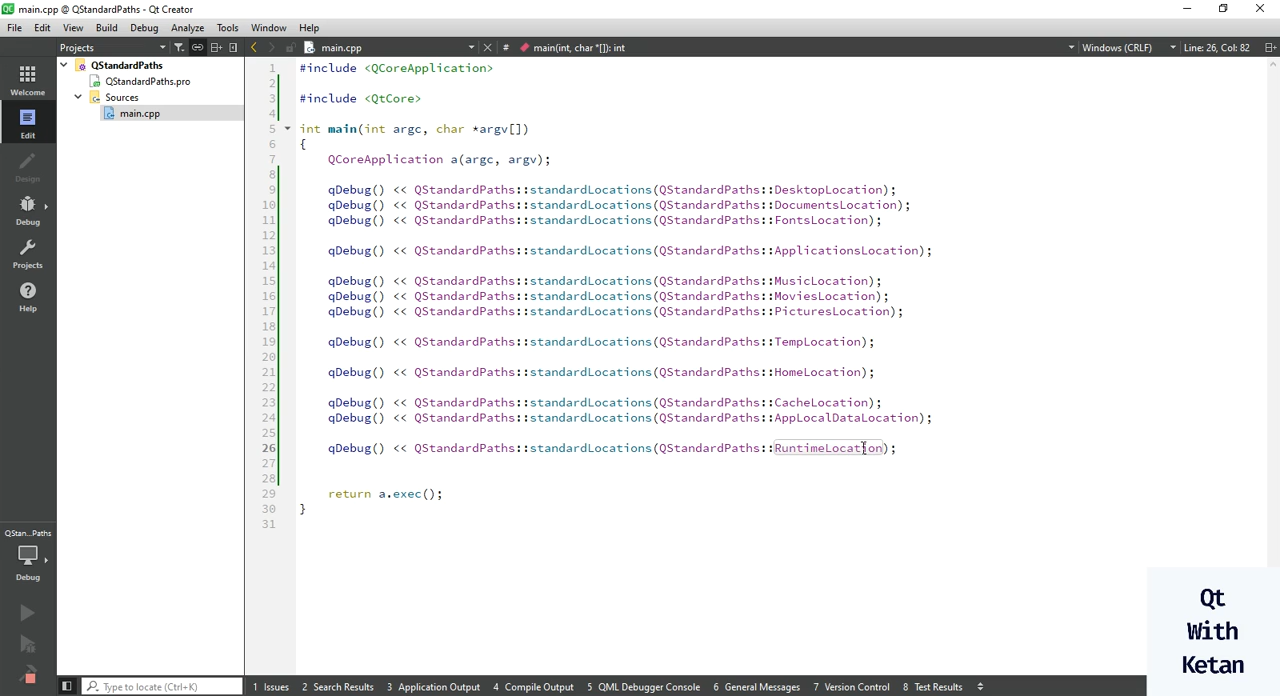 main.cpp @ QStandardPaths - Qt Creator
File Edit View Build Debug Analyze Tools Window Help
Projects main.cpp # main(int, char *[]): int Windows (CRLF) Line: 26, Col: 82
Welcome
Edit
Design
Debug
Projects
Help
QStandardPaths
QStandardPaths.pro
Sources
main.cpp
1 #include <QCoreApplication>
2
3 #include <QtCore>
4
5 int main(int argc, char *argv[])
6 {
7 QCoreApplication a(argc, argv);
8
9 qDebug() << QStandardPaths::standardLocations(QStandardPaths::DesktopLocation);
10 qDebug() << QStandardPaths::standardLocations(QStandardPaths::DocumentsLocation);
11 qDebug() << QStandardPaths::standardLocations(QStandardPaths::FontsLocation);
12
13 qDebug() << QStandardPaths::standardLocations(QStandardPaths::ApplicationsLocation);
14
15 qDebug() << QStandardPaths::standardLocations(QStandardPaths::MusicLocation);
16 qDebug() << QStandardPaths::standardLocations(QStandardPaths::MoviesLocation);
17 qDebug() << QStandardPaths::standardLocations(QStandardPaths::PicturesLocation);
18
19 qDebug() << QStandardPaths::standardLocations(QStandardPaths::TempLocation);
20
21 qDebug() << QStandardPaths::standardLocations(QStandardPaths::HomeLocation);
22
23 qDebug() << QStandardPaths::standardLocations(QStandardPaths::CacheLocation);
24 qDebug() << QStandardPaths::standardLocations(QStandardPaths::AppLocalDataLocation);
25
26 qDebug() << QStandardPaths::standardLocations(QStandardPaths::RuntimeLocation);
27
28
29 return a.exec();
30 }
31
QStan...Paths
Debug
Qt
With
Ketan
Type to locate (Ctrl+K) 1 Issues 2 Search Results 3 Application Output 4 Compile Output 5 QML Debugger Console 6 General Messages 7 Version Control 8 Test Results